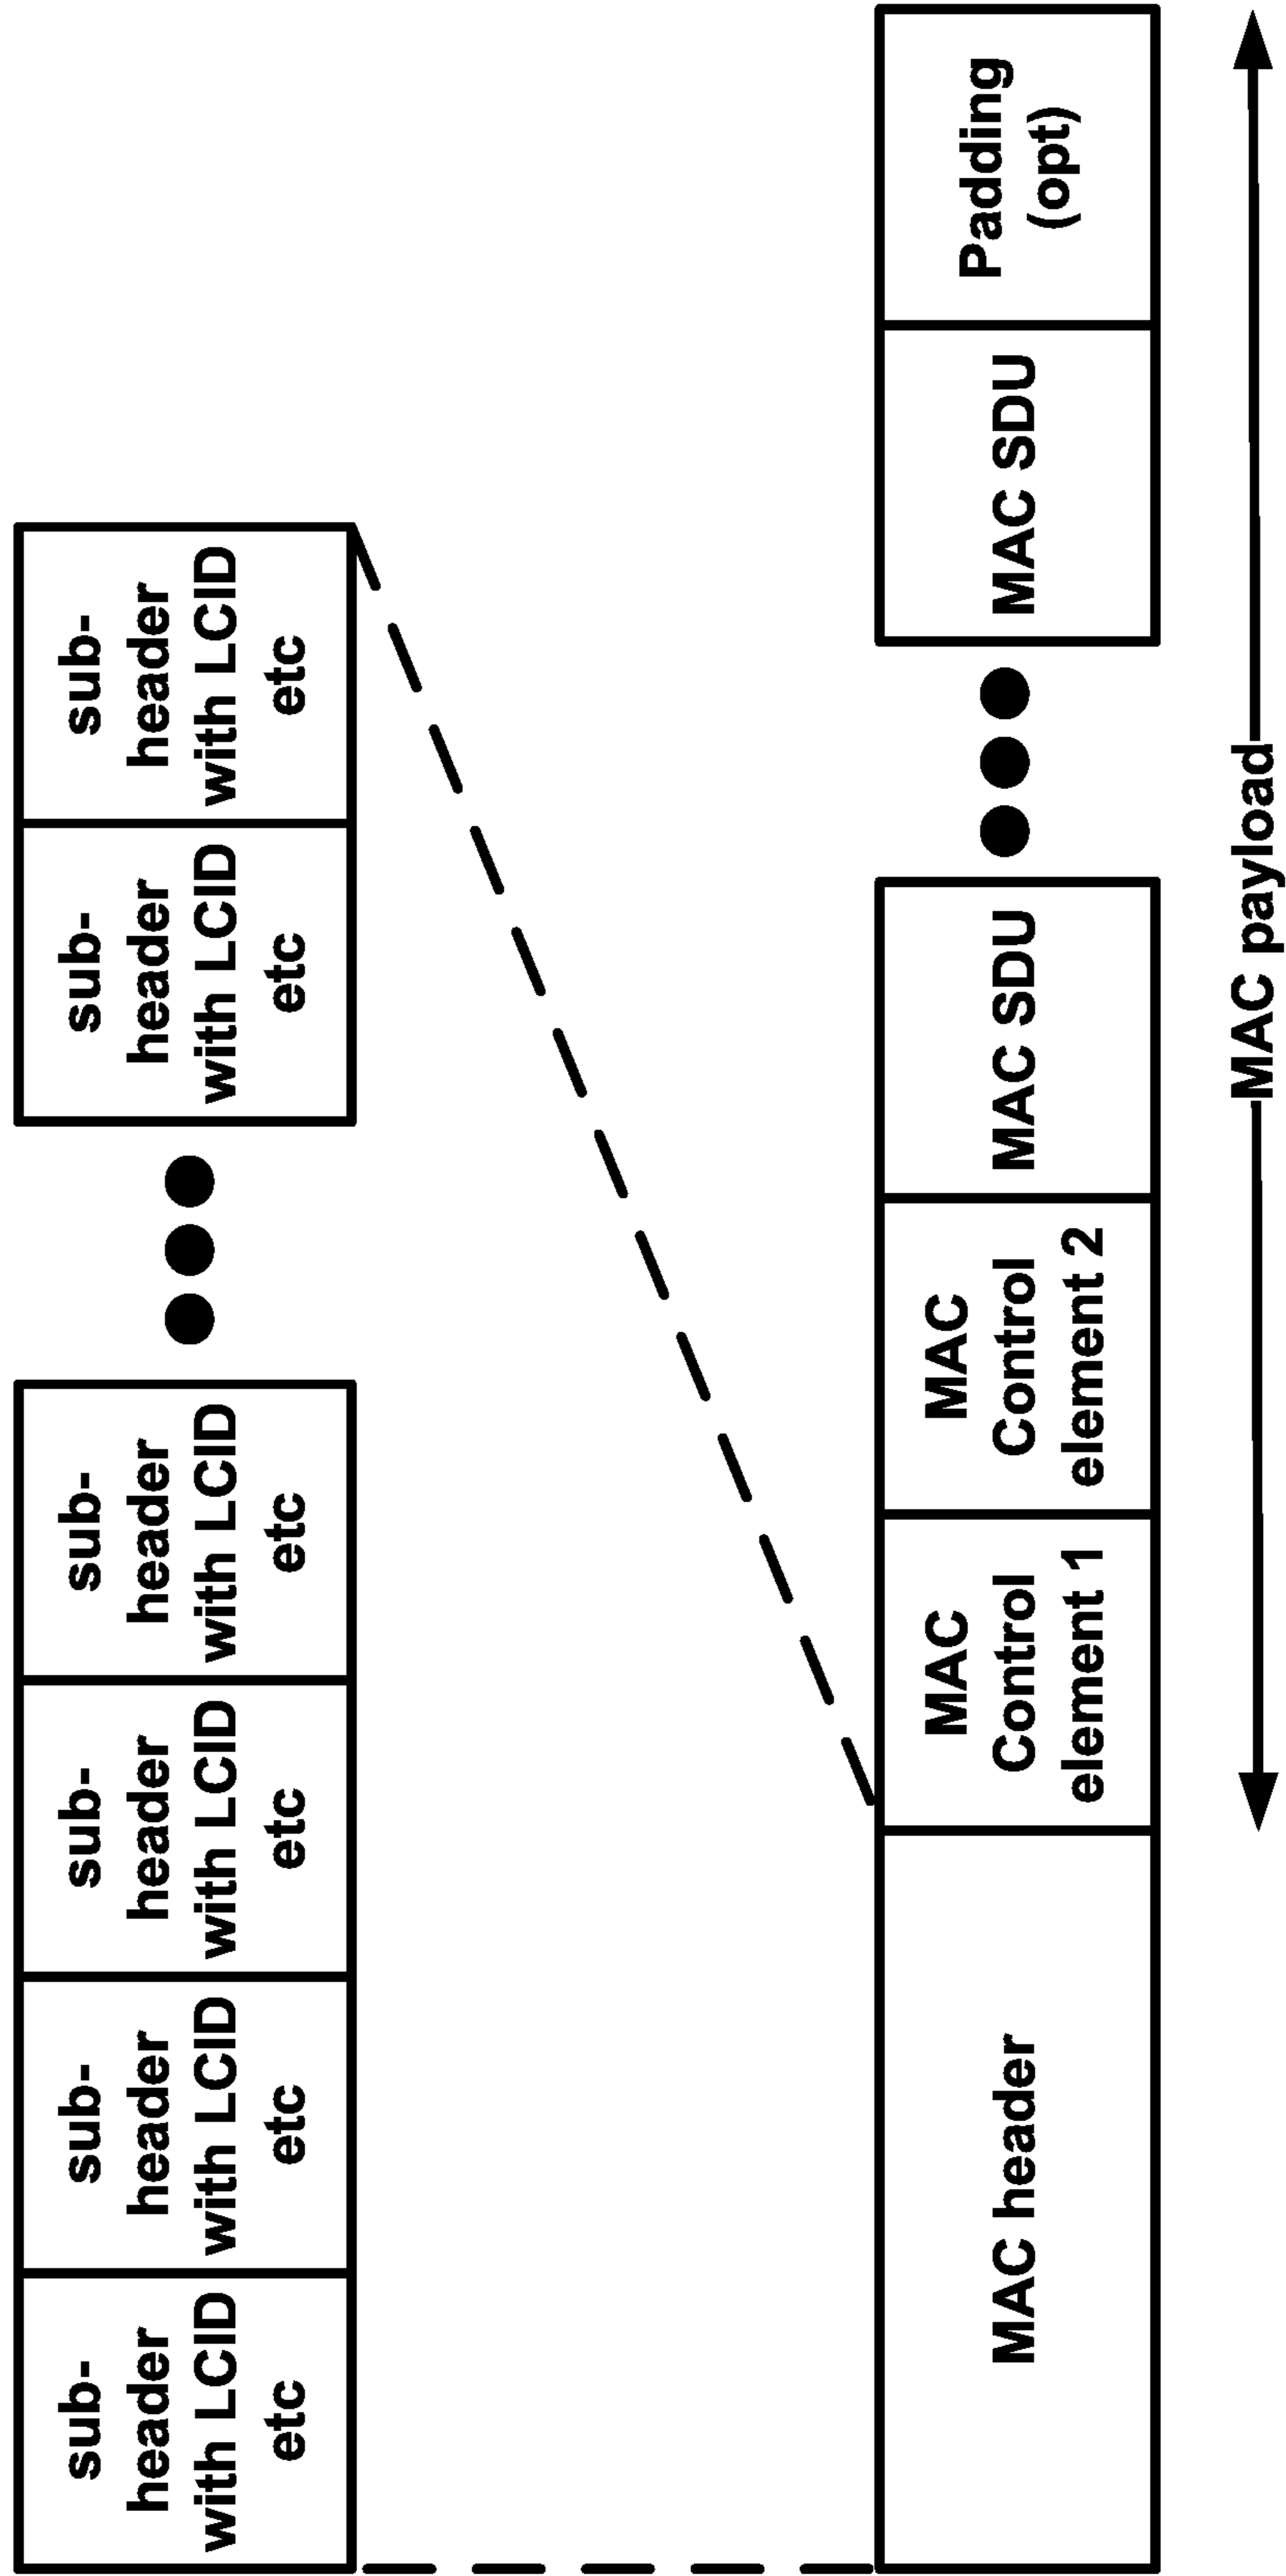 sub-
header
with LCID
etc
sub-
header
with LCID
etc
sub-
header
with LCID
etc
sub-
header
with LCID
etc
sub-
header
with LCID
etc
sub-
header
with LCID
etc
MAC header
MAC
Control
element 1
MAC
Control
element 2
MAC SDU
MAC SDU
Padding
(opt)
MAC payload